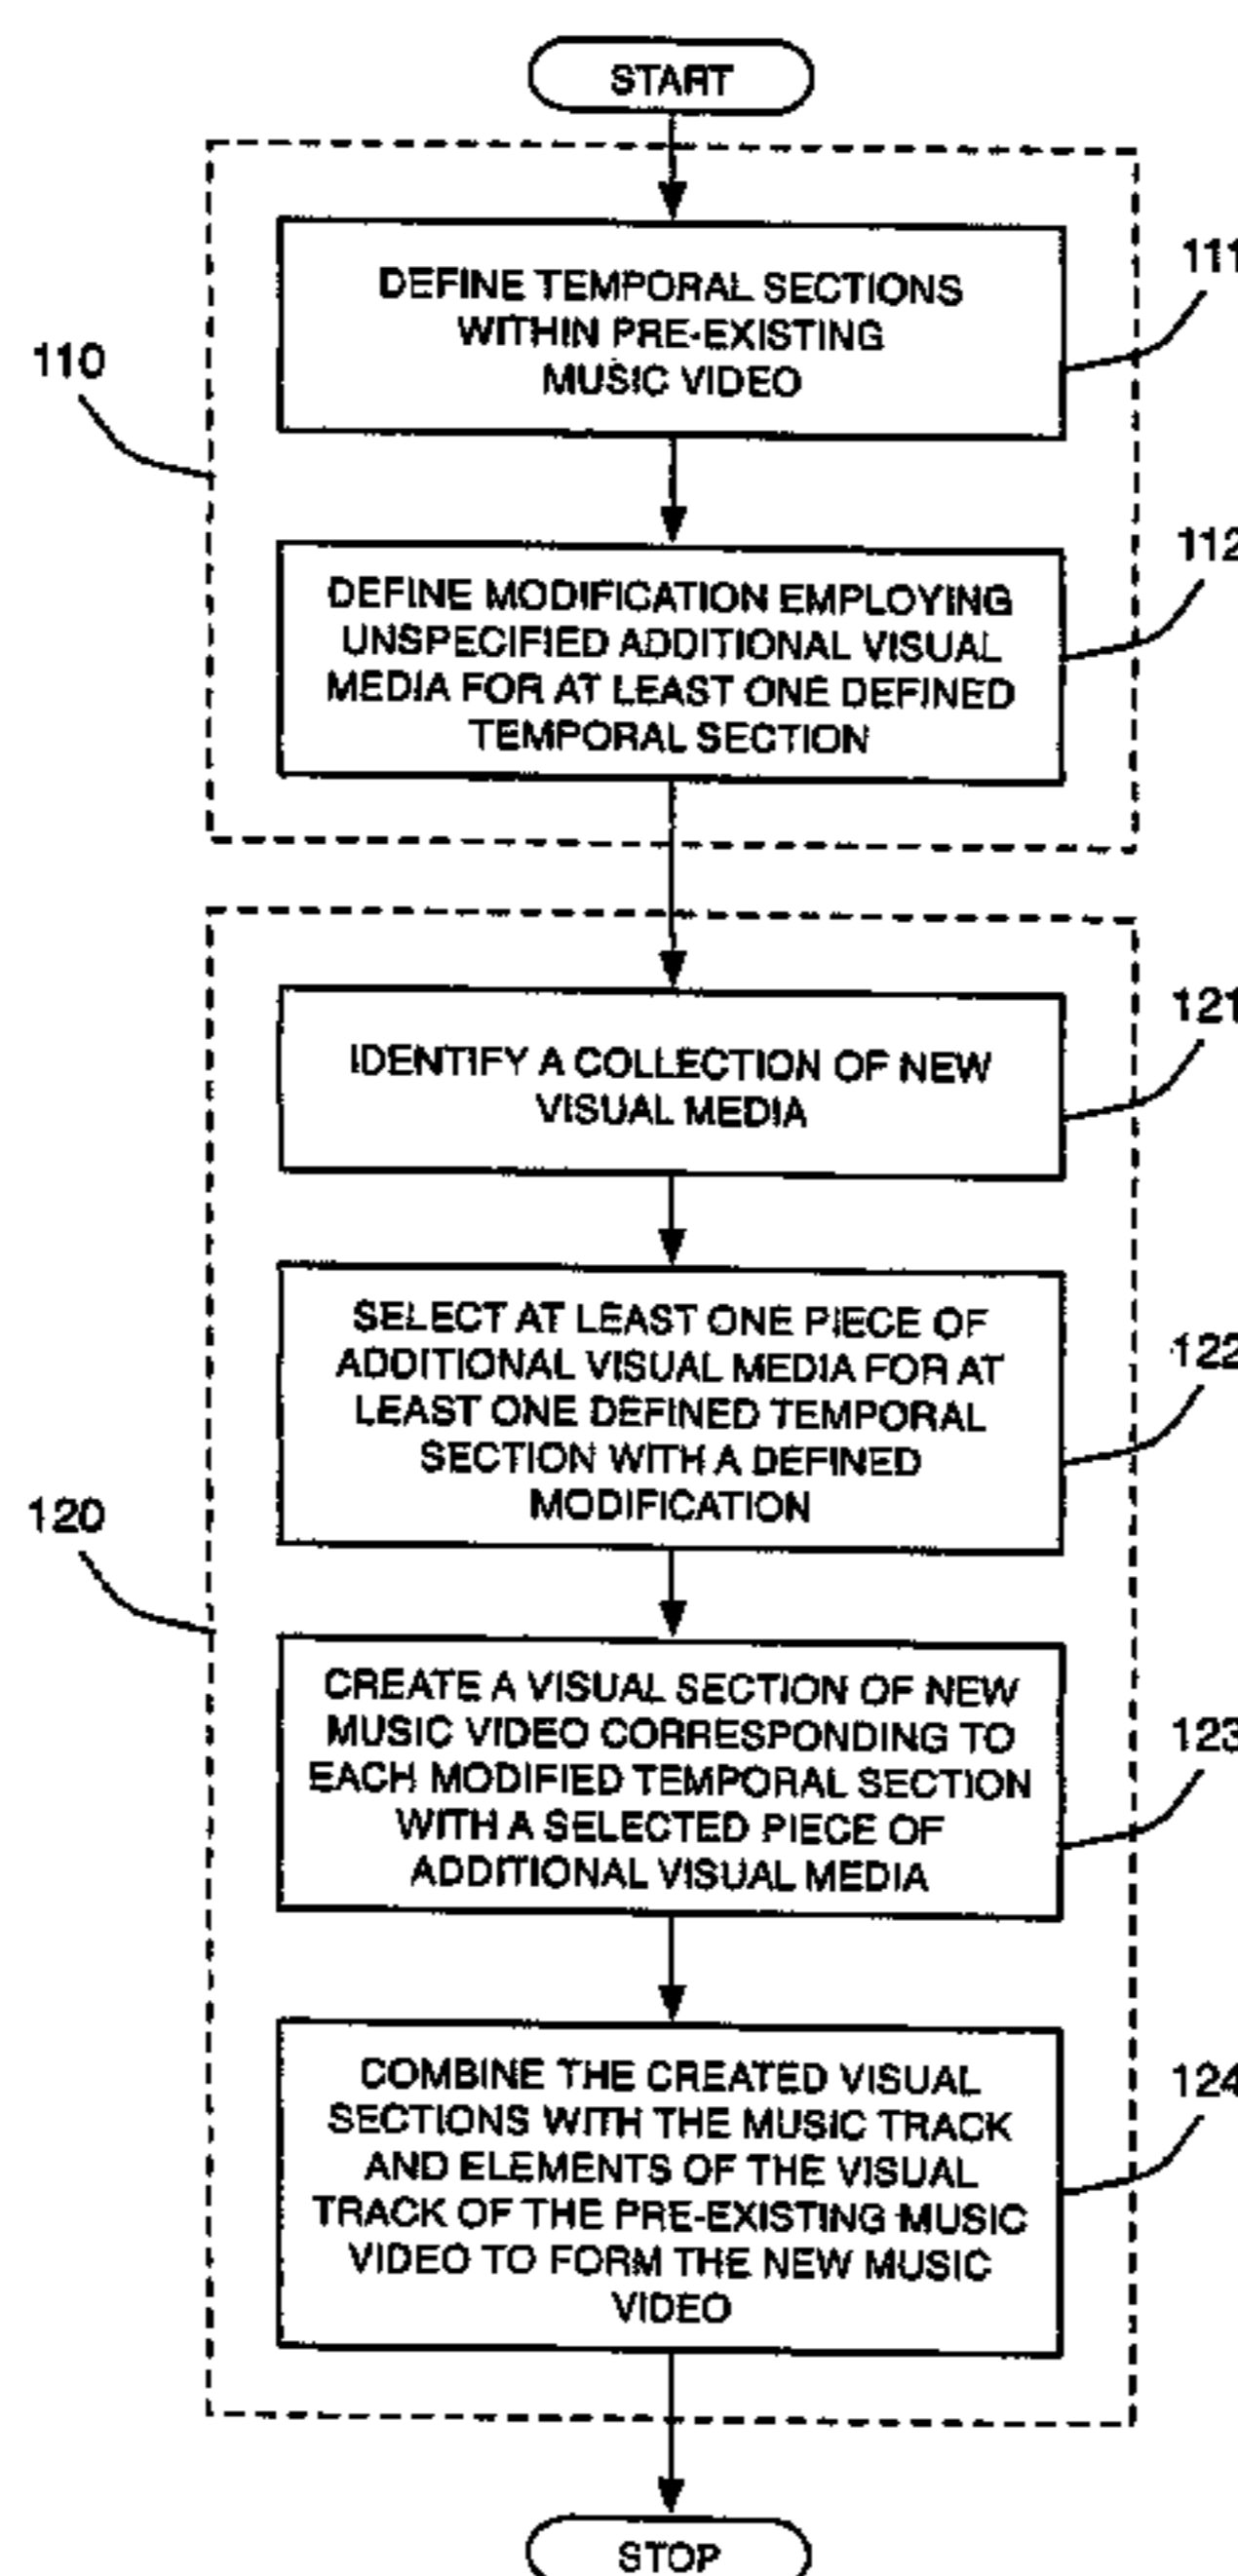 START
DEFINE TEMPORAL SECTIONS
WITHIN PRE-EXISTING
MUSIC VIDEO
111
110
DEFINE MODIFICATION EMPLOYING
UNSPECIFIED ADDITIONAL VISUAL
MEDIA FOR AT LEAST ONE DEFINED
TEMPORAL SECTION
112
IDENTIFY A COLLECTION OF NEW
VISUAL MEDIA
121
SELECT AT LEAST ONE PIECE OF
ADDITIONAL VISUAL MEDIA FOR AT
LEAST ONE DEFINED TEMPORAL
SECTION WITH A DEFINED
MODIFICATION
122
120
CREATE A VISUAL SECTION OF NEW
MUSIC VIDEO CORRESPONDING TO
EACH MODIFIED TEMPORAL SECTION
WITH A SELECTED PIECE OF
ADDITIONAL VISUAL MEDIA
123
COMBINE THE CREATED VISUAL
SECTIONS WITH THE MUSIC TRACK
AND ELEMENTS OF THE VISUAL
TRACK OF THE PRE-EXISTING MUSIC
VIDEO TO FORM THE NEW MUSIC
VIDEO
124
STOP